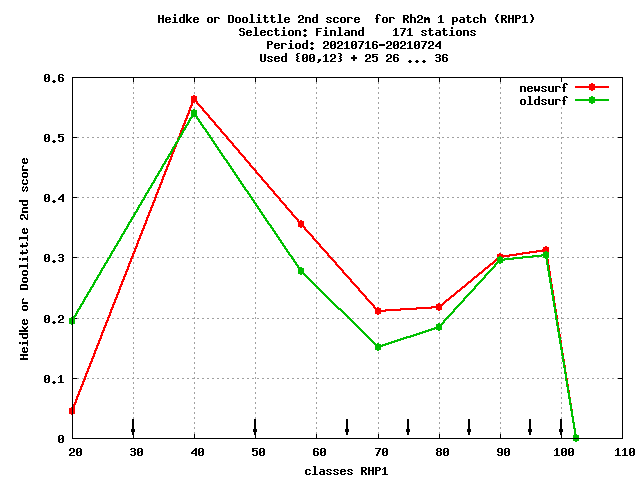 Heidke or Doolittle 2nd score  for Rh2m 1 patch (RHP1)
Selection: Finland    171 stations
Period: 20210716-20210724
Used {00,12} + 25 26 ... 36
newsurf
oldsurf
Heidke or Doolittle 2nd score
0.6
0.5
0.4
0.3
0.2
0.1
0
20 30 40 50 60 70 80 90 100 110
classes RHP1